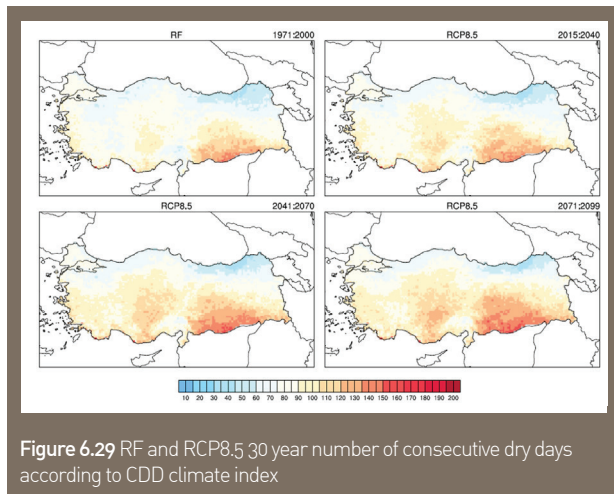 RF 1971:2000
RCP8.5 2015:2040
RCP8.5 2041:2070
RCP8.5 2071:2099
10 20 30 40 50 60 70 80 90 100 110 120 130 140 150 160 170 180 190 200
Figure 6.29 RF and RCP8.5 30 year number of consecutive dry days
according to CDD climate index